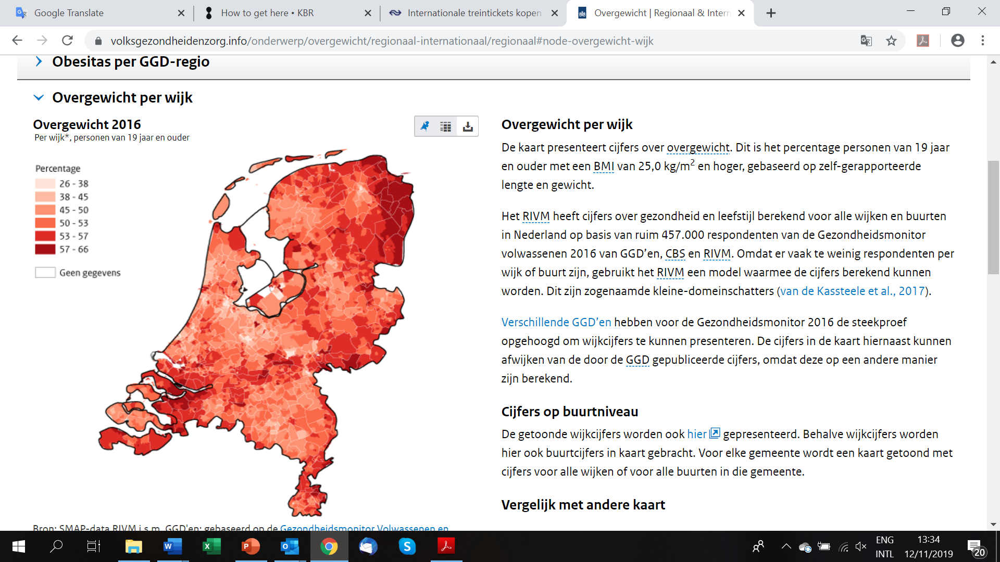 Google Translate
How to get here • KBR
Internationale treintickets kopen
Overgewicht | Regionaal & Intern
volksgezondheidenzorg.info/onderwerp/overgewicht/regionaal-internationaal/regionaal#node-overgewicht-wijk
Obesitas per GGD-regio
Overgewicht per wijk
Overgewicht 2016
Per wijk*, personen van 19 jaar en ouder
Percentage
26 - 38
38 - 45
45 - 50
50 - 53
53 - 57
57 - 66
Geen gegevens
Bron: SMAP-data RIVM i.s.m. GGD'en; gebaseerd op de Gezondheidsmonitor Volwassenen en
Overgewicht per wijk
De kaart presenteert cijfers over overgewicht. Dit is het percentage personen van 19 jaar
en ouder met een BMI van 25,0 kg/m² en hoger, gebaseerd op zelf-gerapporteerde
lengte en gewicht.
Het RIVM heeft cijfers over gezondheid en leefstijl berekend voor alle wijken en buurten
in Nederland op basis van ruim 457.000 respondenten van de Gezondheidsmonitor
volwassenen 2016 van GGD’en, CBS en RIVM. Omdat er vaak te weinig respondenten per
wijk of buurt zijn, gebruikt het RIVM een model waarmee de cijfers berekend kunnen
worden. Dit zijn zogenaamde kleine-domeinschatters (van de Kassteele et al., 2017).
Verschillende GGD’en hebben voor de Gezondheidsmonitor 2016 de steekproef
opgehoogd om wijkcijfers te kunnen presenteren. De cijfers in de kaart hiernaast kunnen
afwijken van de door de GGD gepubliceerde cijfers, omdat deze op een andere manier
zijn berekend.
Cijfers op buurtniveau
De getoonde wijkcijfers worden ook hier gepresenteerd. Behalve wijkcijfers worden
hier ook buurtcijfers in kaart gebracht. Voor elke gemeente wordt een kaart getoond met
cijfers voor alle wijken of voor alle buurten in die gemeente.
Vergelijk met andere kaart
ENG
INTL
13:34
12/11/2019
20